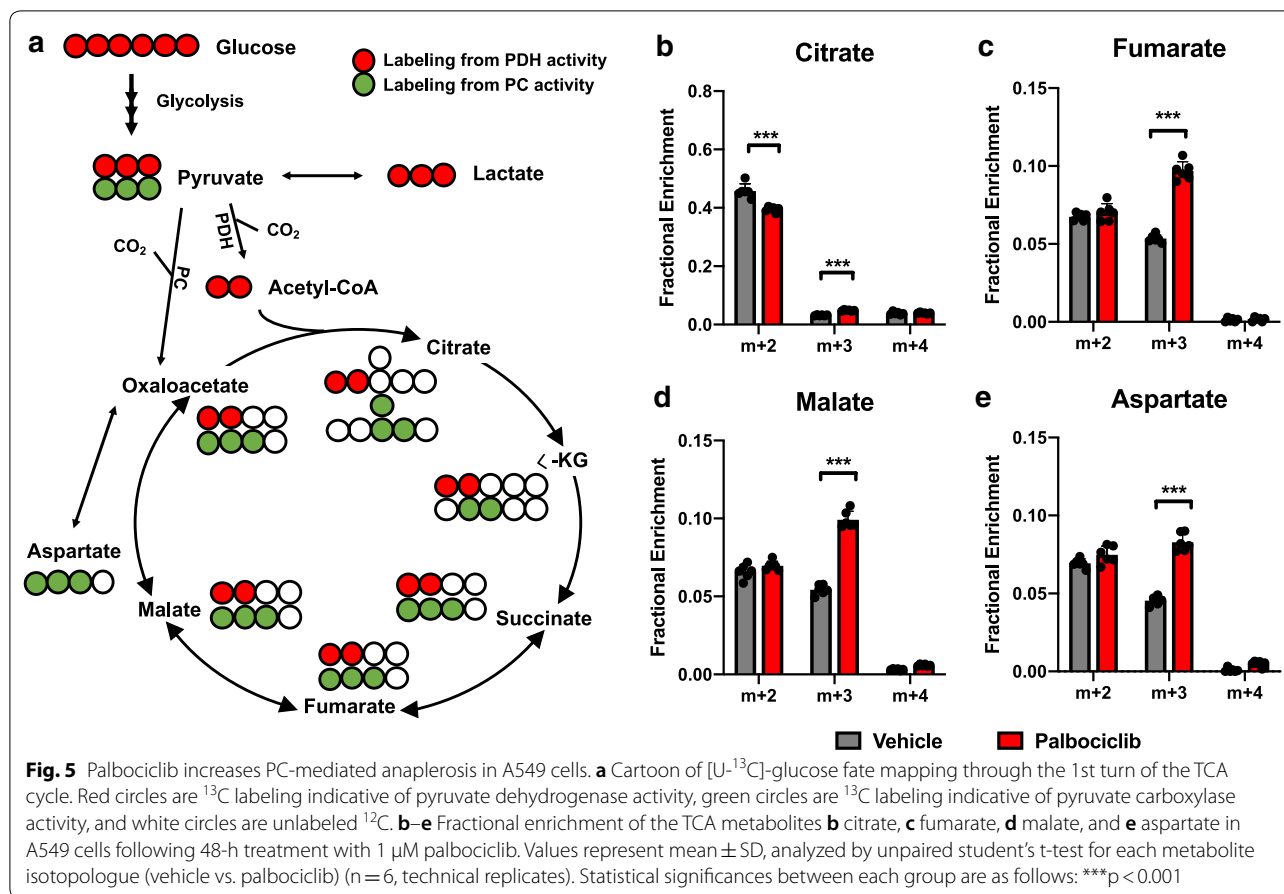 a
Glucose
Labeling from PDH activity
Labeling from PC activity
Glycolysis
Pyruvate
Lactate
CO₂
PC
PDH
CO₂
Acetyl-CoA
Citrate
Oxaloacetate
<-KG
Aspartate
Malate
Succinate
Fumarate
b
Citrate
Fractional Enrichment
0.8
0.6
0.4
0.2
0.0
***
***
m+2 m+3 m+4
c
Fumarate
Fractional Enrichment
0.15
0.10
0.05
0.00
***
m+2 m+3 m+4
d
Malate
Fractional Enrichment
0.15
0.10
0.05
0.00
***
m+2 m+3 m+4
e
Aspartate
Fractional Enrichment
0.15
0.10
0.05
0.00
***
m+2 m+3 m+4
Vehicle Palbociclib
Fig. 5 Palbociclib increases PC-mediated anaplerosis in A549 cells. a Cartoon of [U-¹³C]-glucose fate mapping through the 1st turn of the TCA
cycle. Red circles are ¹³C labeling indicative of pyruvate dehydrogenase activity, green circles are ¹³C labeling indicative of pyruvate carboxylase
activity, and white circles are unlabeled ¹²C. b–e Fractional enrichment of the TCA metabolites b citrate, c fumarate, d malate, and e aspartate in
A549 cells following 48-h treatment with 1 µM palbociclib. Values represent mean ± SD, analyzed by unpaired student's t-test for each metabolite
isotopologue (vehicle vs. palbociclib) (n = 6, technical replicates). Statistical significances between each group are as follows: ***p < 0.001